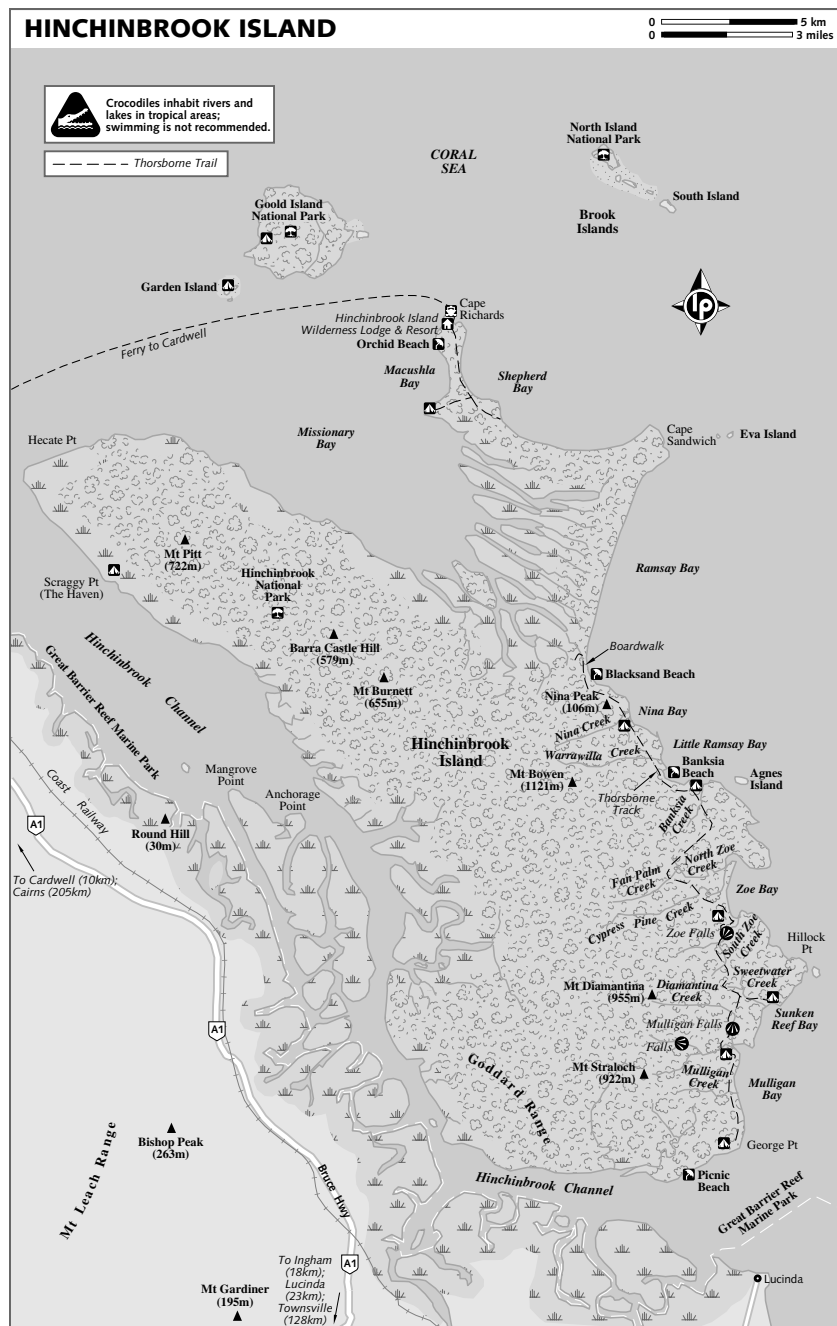 HINCHINBROOK ISLAND
0 5 km
0 3 miles
Crocodiles inhabit rivers and
lakes in tropical areas;
swimming is not recommended.
Thorsborne Trail
CORAL
SEA
North Island
National Park
South Island
Brook
Islands
Goold Island
National Park
Garden Island
lp
Cape
Richards
Hinchinbrook Island
Wilderness Lodge & Resort
Orchid Beach
Ferry to Cardwell
Macushla
Bay
Shepherd
Bay
Missionary
Bay
Hecate Pt
Cape
Sandwich
Eva Island
Mt Pitt
(722m)
Scraggy Pt
(The Haven)
Hinchinbrook
National
Park
Ramsay Bay
Barra Castle Hill
(579m)
Boardwalk
Blacksand Beach
Mt Burnett
(655m)
Nina Peak
(106m)
Nina Bay
Nina Creek
Hinchinbrook Channel
Great Barrier Reef Marine Park
Hinchinbrook
Island
Warrawilla Creek
Little Ramsay Bay
Banksia
Beach
Agnes
Island
Mt Bowen
(1121m)
Thorsborne
Track
Banksia
Creek
Mangrove
Point
Anchorage
Point
Coast Railway
A1
Round Hill
(30m)
To Cardwell (10km);
Cairns (205km)
North Zoe
Creek
Fan Palm
Creek
Zoe Bay
Cypress Pine Creek
Zoe Falls
South Zoe
Creek
Hillock
Pt
Sweetwater
Creek
Mt Diamantina
(955m)
Diamantina
Creek
Sunken
Reef Bay
Mulligan Falls
Falls
A1
Goddard Range
Mt Straloch
(922m)
Mulligan
Creek
Mulligan
Bay
Mt Leach Range
Bishop Peak
(263m)
George Pt
Bruce Hwy
Hinchinbrook Channel
Picnic
Beach
Great Barrier Reef
Marine Park
A1
To Ingham
(18km);
Lucinda
(23km);
Townsville
(128km)
Mt Gardiner
(195m)
Lucinda